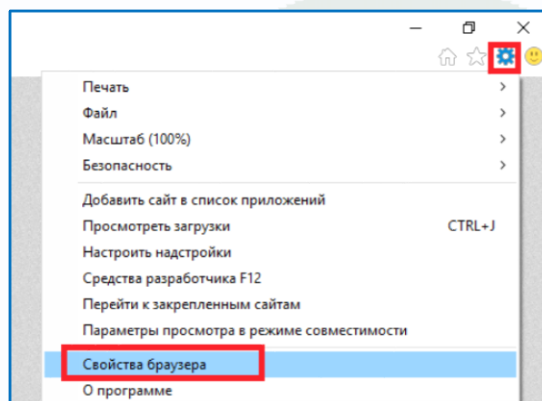 Печать
Файл
Масштаб (100%)
Безопасность
Добавить сайт в список приложений
Просмотреть загрузки CTRL+J
Настроить надстройки
Средства разработчика F12
Перейти к закрепленным сайтам
Параметры просмотра в режиме совместимости
Свойства браузера
О программе